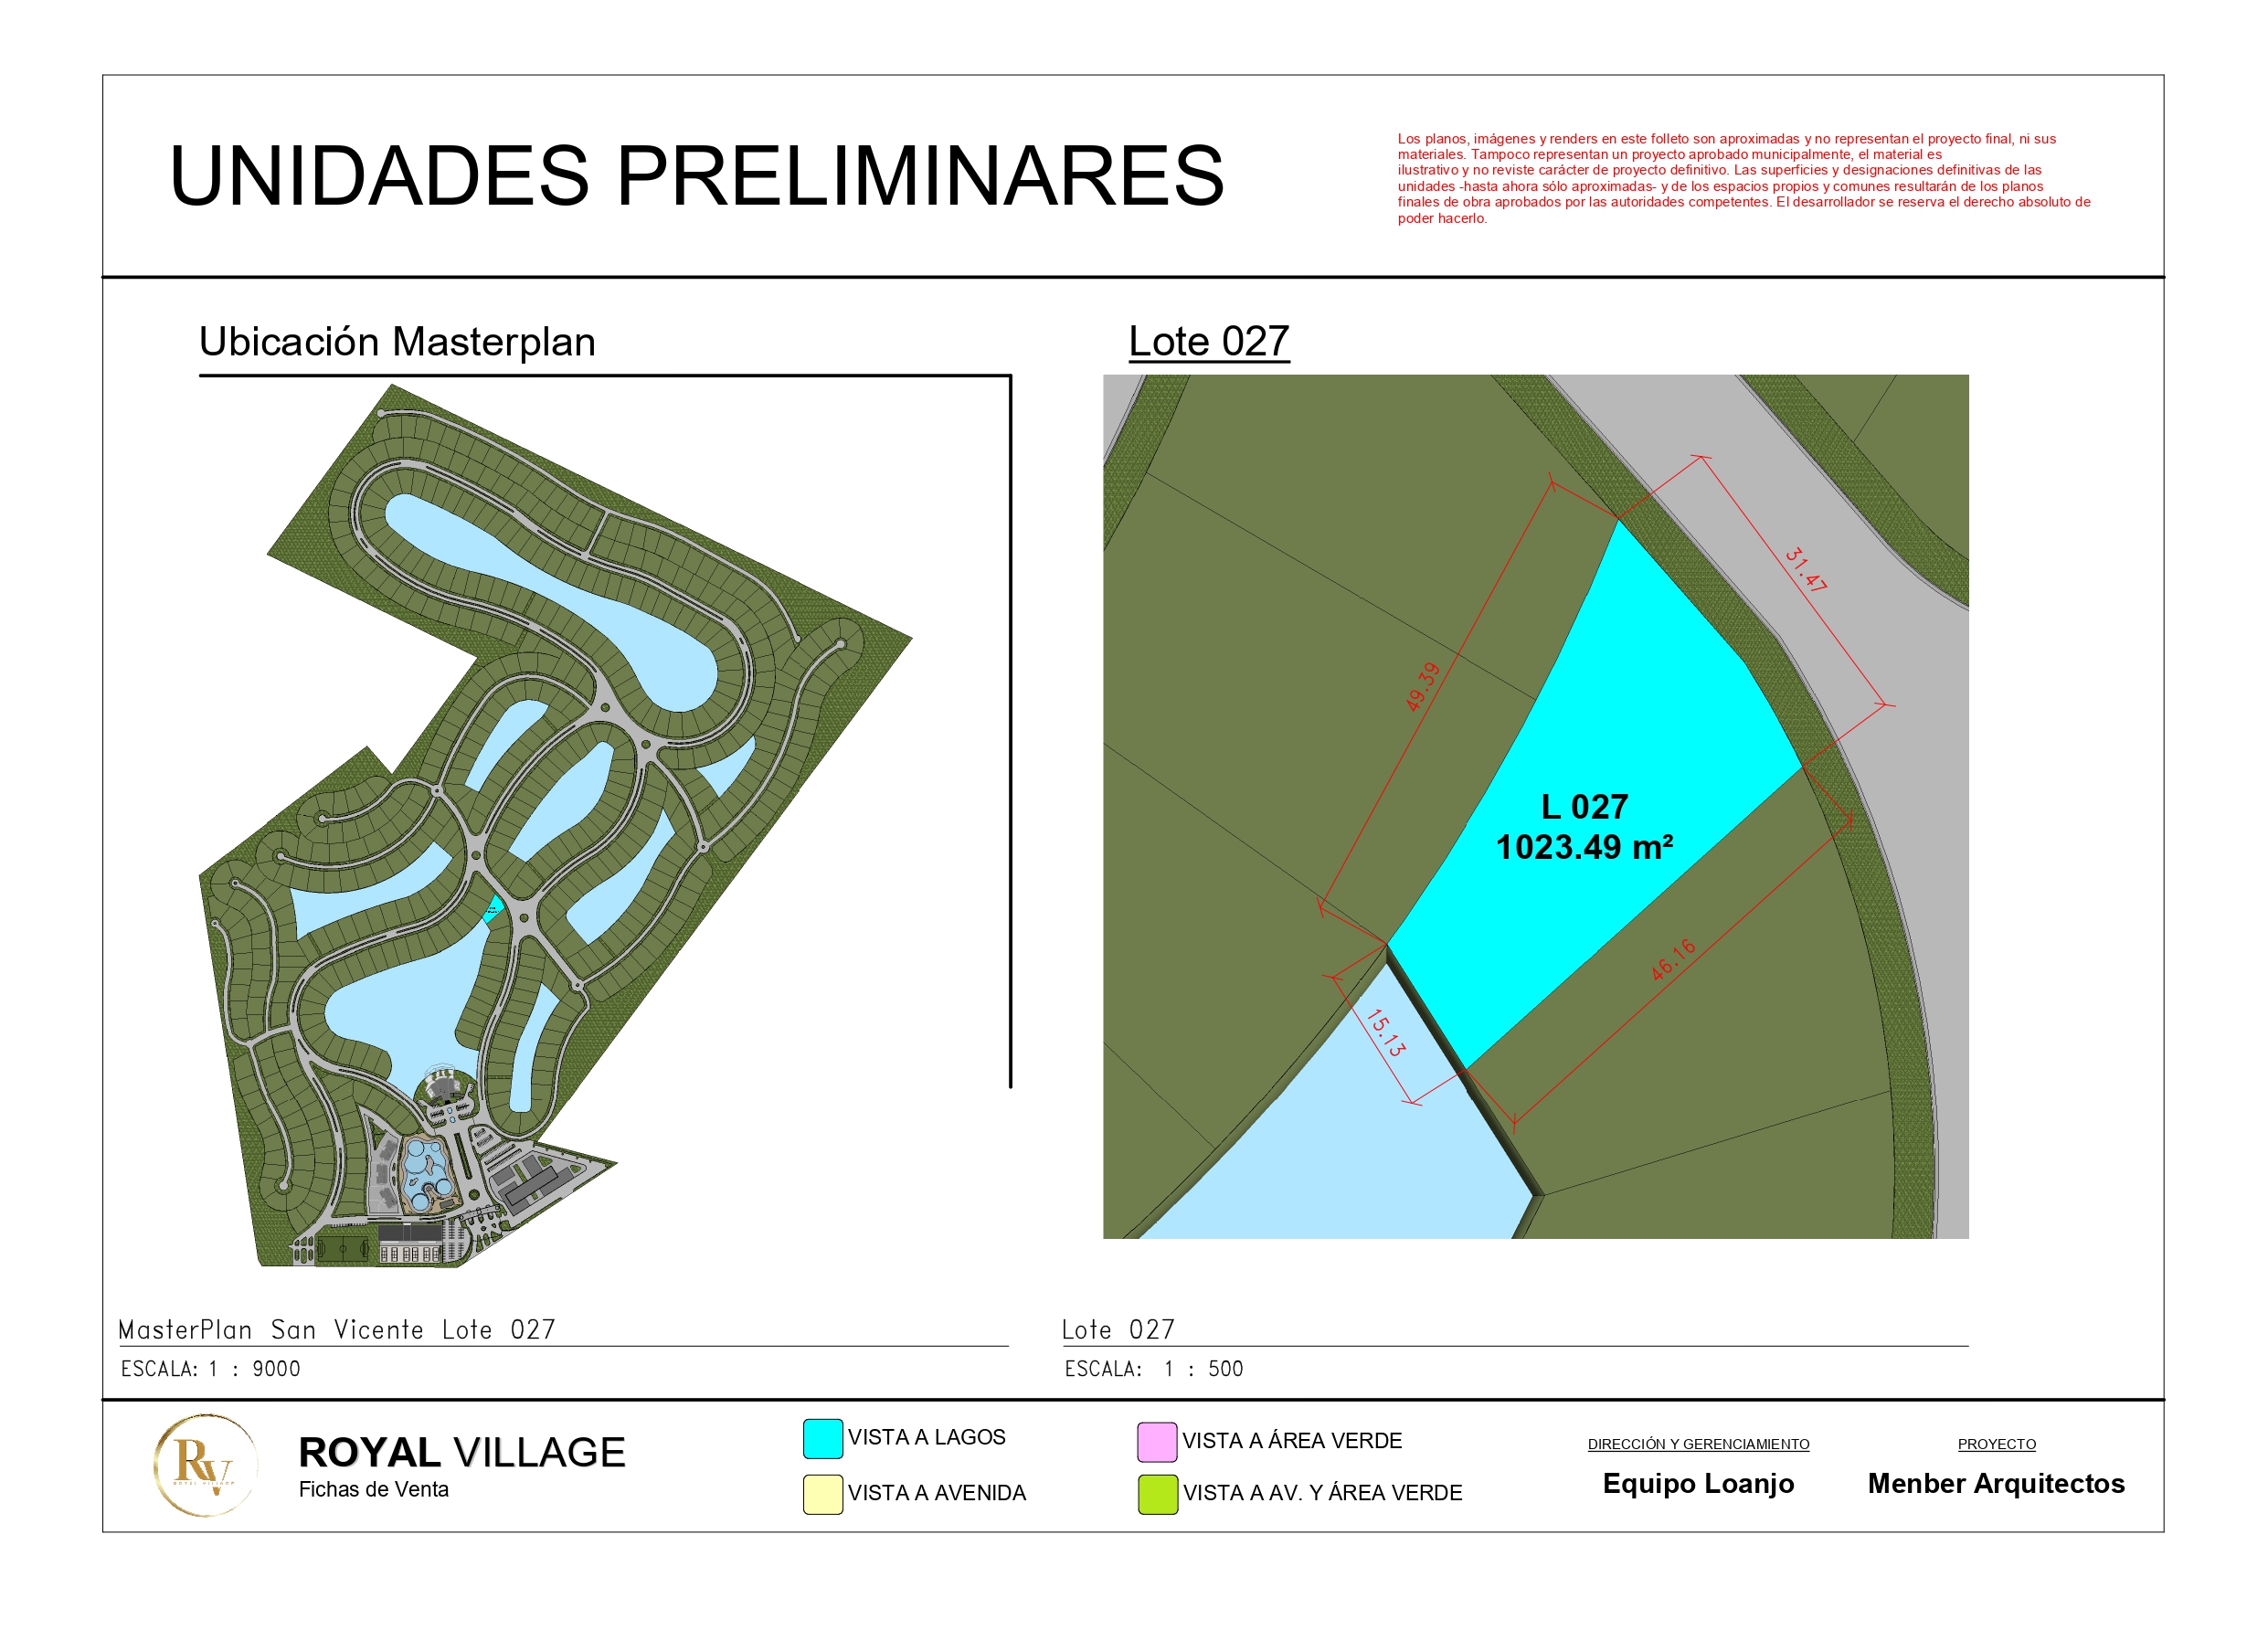 UNIDADES PRELIMINARES
Los planos, imágenes y renders en este folleto son aproximadas y no representan el proyecto final, ni sus
materiales. Tampoco representan un proyecto aprobado municipalmente, el material es
ilustrativo y no reviste carácter de proyecto definitivo. Las superficies y designaciones definitivas de las
unidades -hasta ahora sólo aproximadas- y de los espacios propios y comunes resultarán de los planos
finales de obra aprobados por las autoridades competentes. El desarrollador se reserva el derecho absoluto de
poder hacerlo.
Ubicación Masterplan
Lote 027
31.47
49.39
L 027
1023.49 m²
46.16
15.13
MasterPlan San Vicente Lote 027
ESCALA: 1 : 9000
Lote 027
ESCALA: 1 : 500
RV
ROYAL VILLAGE
ROYAL VILLAGE
Fichas de Venta
VISTA A LAGOS
VISTA A AVENIDA
VISTA A ÁREA VERDE
VISTA A AV. Y ÁREA VERDE
DIRECCIÓN Y GERENCIAMIENTO
Equipo Loanjo
PROYECTO
Menber Arquitectos